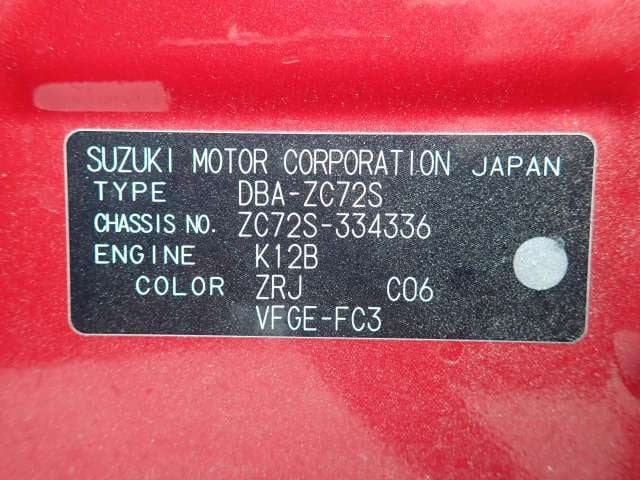 SUZUKI MOTOR CORPORATION JAPAN
TYPE DBA-ZC72S
CHASSIS NO. ZC72S-334336
ENGINE K12B
COLOR ZRJ C06
VFGE-FC3